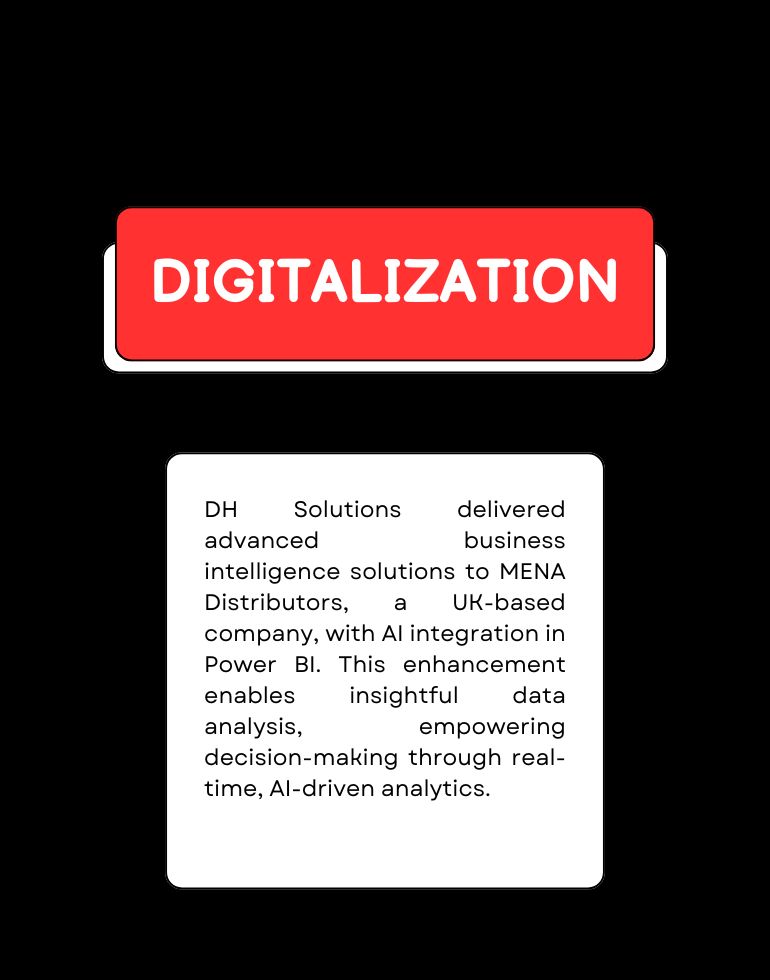 DIGITALIZATION
DH Solutions delivered
advanced business
intelligence solutions to MENA
Distributors, a UK-based
company, with AI integration in
Power BI. This enhancement
enables insightful data
analysis, empowering
decision-making through real-
time, AI-driven analytics.